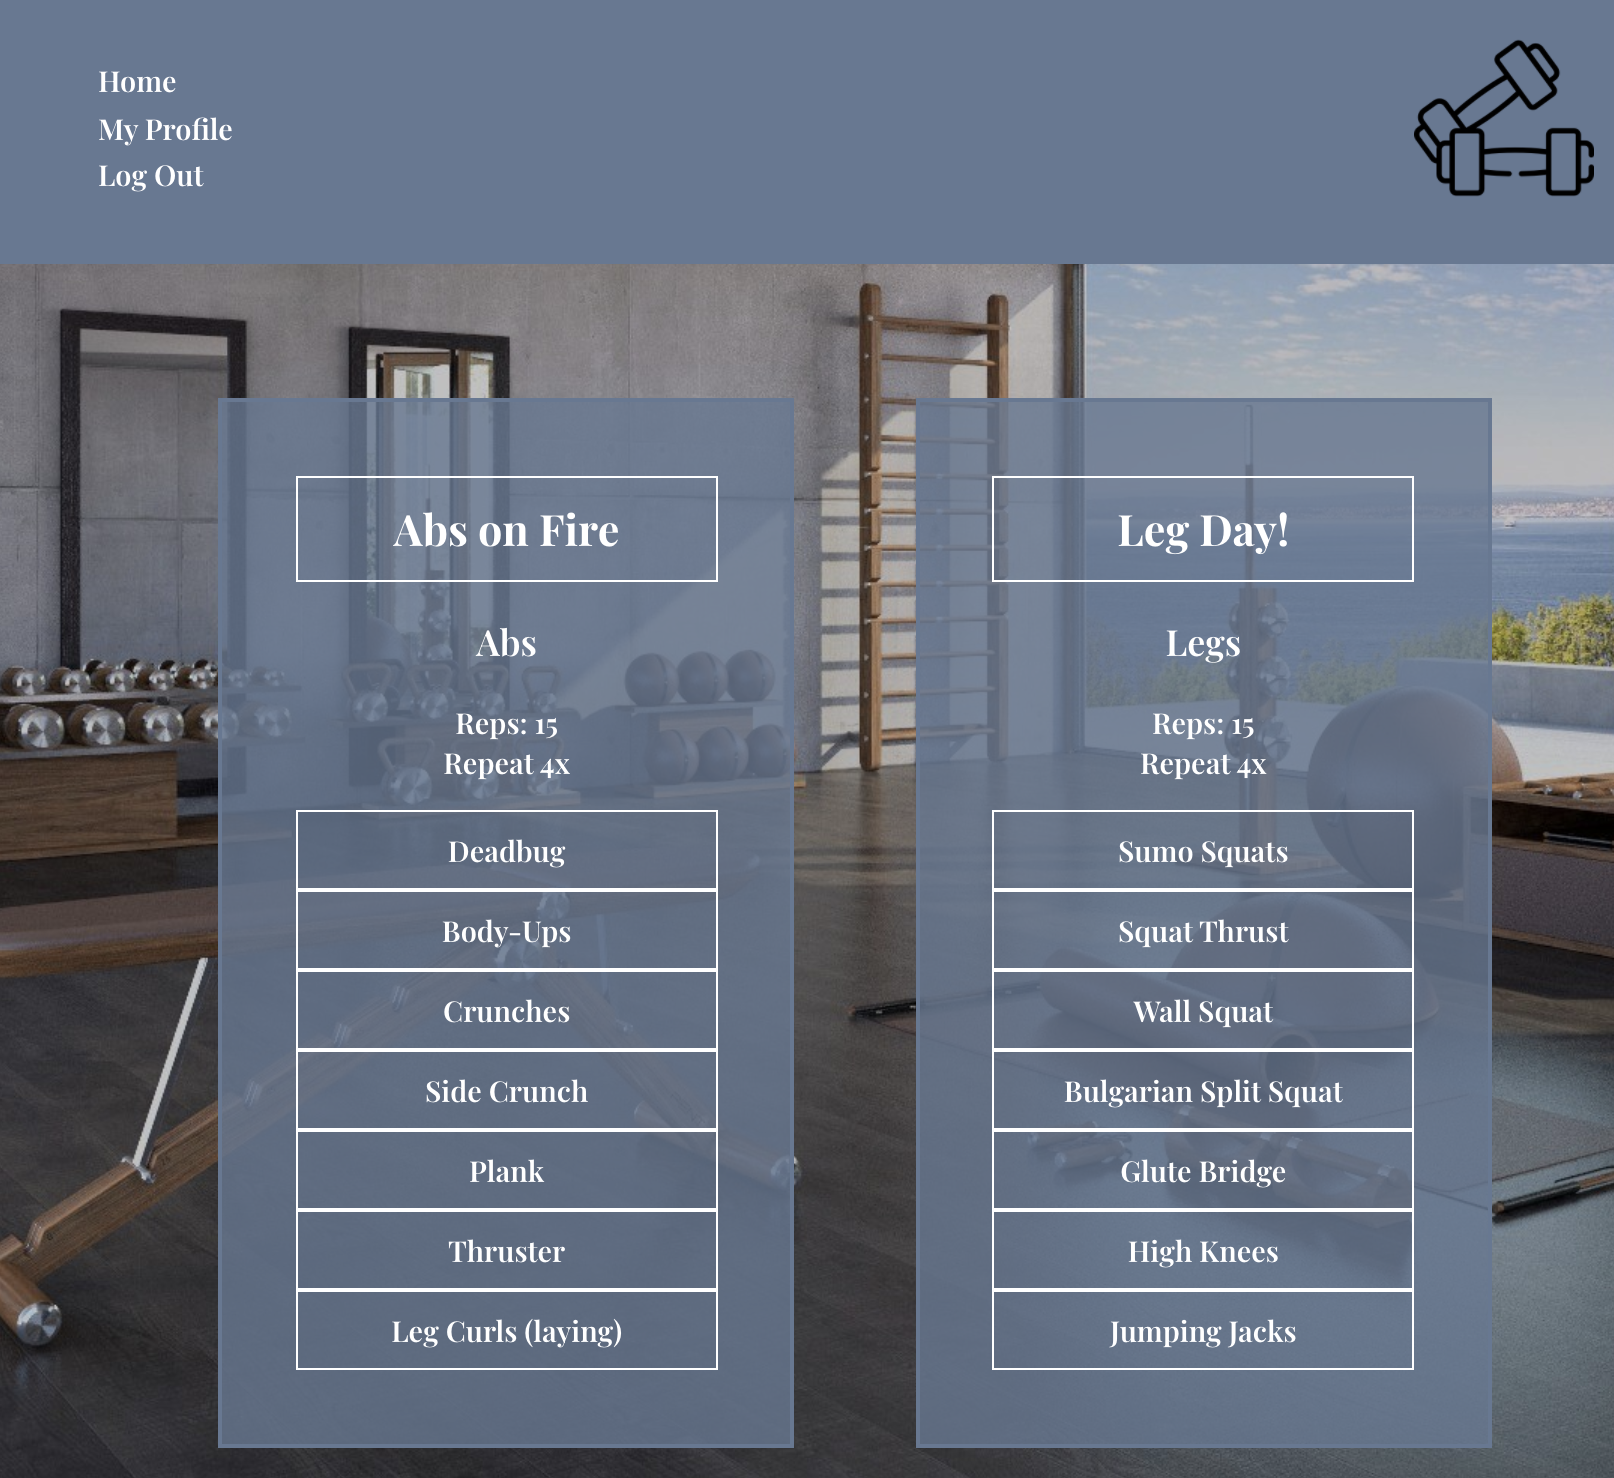 Home
My Profile
Log Out
Abs on Fire
Abs
Reps: 15
Repeat 4x
Deadbug
Body-Ups
Crunches
Side Crunch
Plank
Thruster
Leg Curls (laying)
Leg Day!
Legs
Reps: 15
Repeat 4x
Sumo Squats
Squat Thrust
Wall Squat
Bulgarian Split Squat
Glute Bridge
High Knees
Jumping Jacks